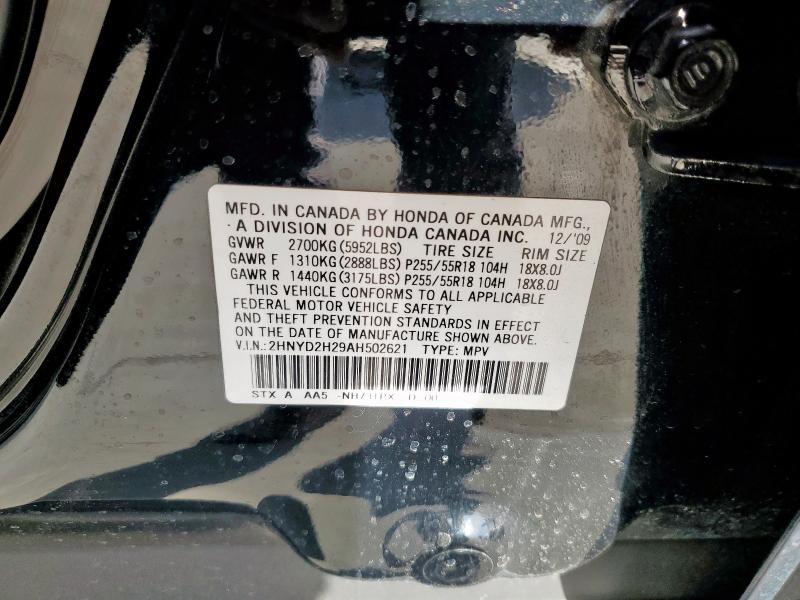 MFD. IN CANADA BY HONDA OF CANADA MFG.,
A DIVISION OF HONDA CANADA INC. 12/'09
GVWR 2700KG(5952LBS) TIRE SIZE RIM SIZE
GAWR F 1310KG(2888LBS) P255/55R18 104H 18X8.0J
GAWR R 1440KG(3175LBS) P255/55R18 104H 18X8.0J
THIS VEHICLE CONFORMS TO ALL APPLICABLE
FEDERAL MOTOR VEHICLE SAFETY
AND THEFT PREVENTION STANDARDS IN EFFECT
ON THE DATE OF MANUFACTURE SHOWN ABOVE.
V.I.N.: 2HNYD2H29AH502621 TYPE: MPV
STX A AA5